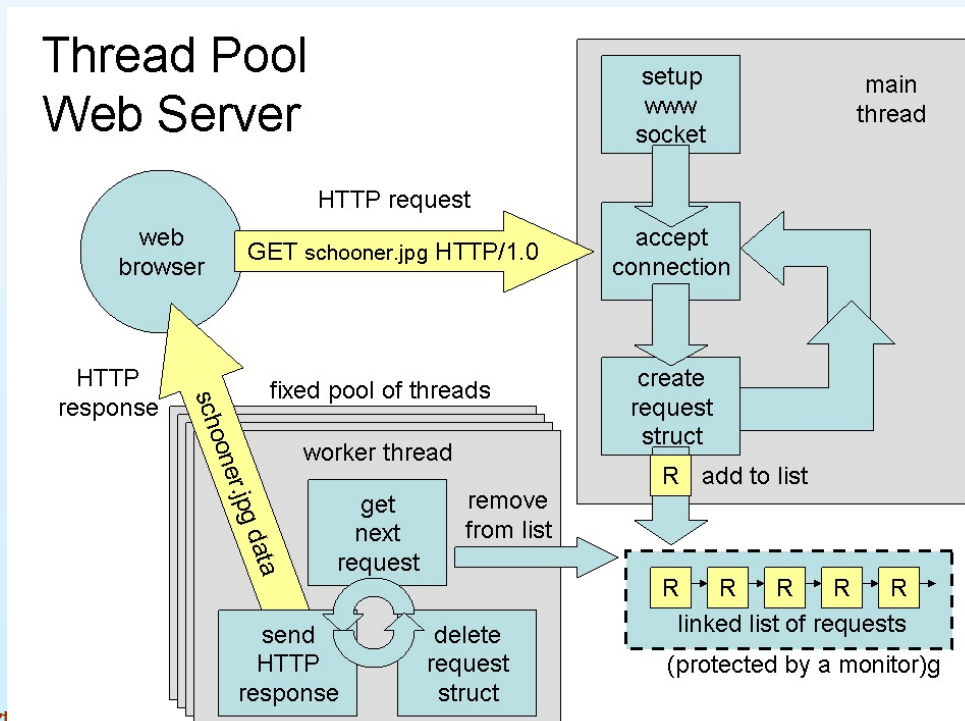 Thread Pool
Web Server
setup
www
socket
main
thread
HTTP request
web
browser
GET schooner.jpg HTTP/1.0
accept
connection
HTTP
response
schooner.jpg data
fixed pool of threads
create
request
struct
worker thread
R
add to list
get
next
request
remove
from list
R R R R R
linked list of requests
(protected by a monitor)g
send
HTTP
response
delete
request
struct